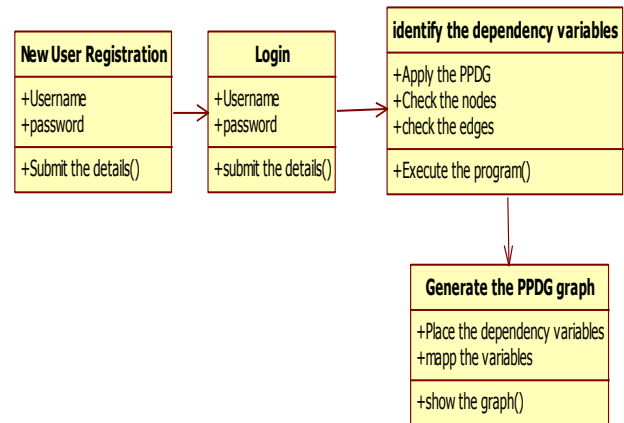 New User Registration
+Username
+password
+Submit the details()
Login
+Username
+password
+submit the details()
identify the dependency variables
+Apply the PPDG
+Check the nodes
+check the edges
+Execute the program()
Generate the PPDG graph
+Place the dependency variables
+mapp the variables
+show the graph()